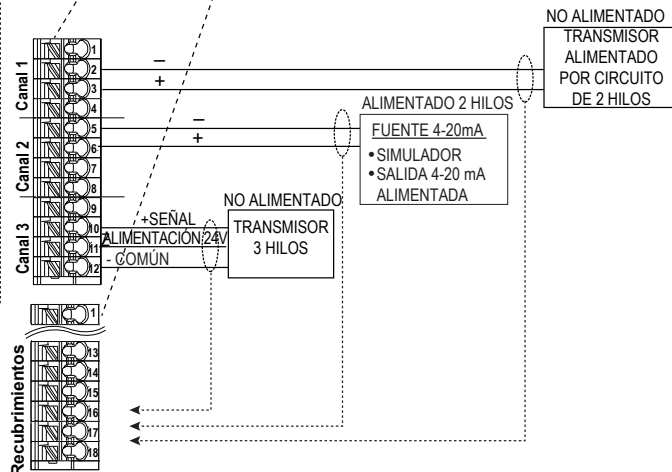 NO ALIMENTADO
TRANSMISOR
ALIMENTADO
POR CIRCUITO
DE 2 HILOS
ALIMENTADO 2 HILOS
FUENTE 4-20mA
• SIMULADOR
• SALIDA 4-20 mA
ALIMENTADA
NO ALIMENTADO
TRANSMISOR
3 HILOS
Canal 1
1
2
3
4
–
+
Canal 2
5
6
7
8
–
+
Canal 3
9
10
11
12
+SEÑAL
ALIMENTACIÓN 24V
- COMÚN
1
Recubrimientos
13
14
15
16
17
18